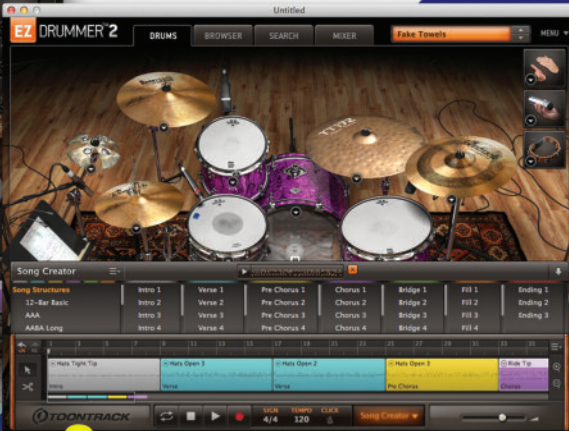 Untitled
EZ DRUMMER™ 2
DRUMS
BROWSER
SEARCH
MIXER
Fake Towels
MENU
Song Creator
Song Structures
Intro 1
Verse 1
Pre Chorus 1
Chorus 1
Bridge 1
Fill 1
Ending 1
12-Bar Basic
Intro 2
Verse 2
Pre Chorus 2
Chorus 2
Bridge 2
Fill 2
Ending 2
AAA
Intro 3
Verse 3
Pre Chorus 3
Chorus 3
Bridge 3
Fill 3
Ending 3
AABA Long
Intro 4
Verse 4
Pre Chorus 4
Chorus 4
Bridge 4
Fill 4
Hats Tight Tip
Hats Open 3
Hats Open 2
Hats Open 3
Ride Tip
Intro
Verse
Verse
Pre Chorus
Chorus
TOONTRACK
SIGN
4/4
TEMPO
120
CLICK
Song Creator